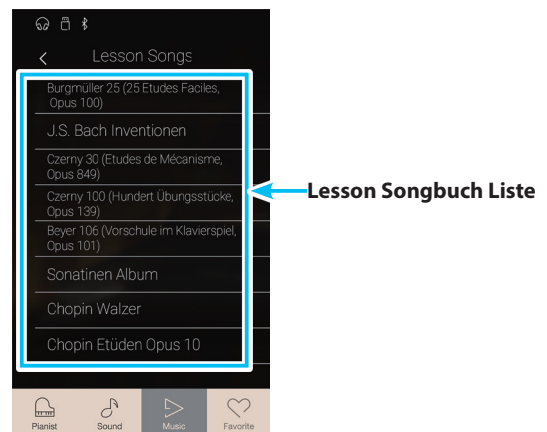 Lesson Songs
Burgmüller 25 (25 Etudes Faciles,
Opus 100)
J.S. Bach Inventionen
Czerny 30 (Etudes de Mécanisme,
Opus 849)
Czerny 100 (Hundert Übungsstücke,
Opus 139)
Beyer 106 (Vorschule im Klavierspiel,
Opus 101)
Sonatinen Album
Chopin Walzer
Chopin Etüden Opus 10
Lesson Songbuch Liste
Pianist Sound Music Favorite